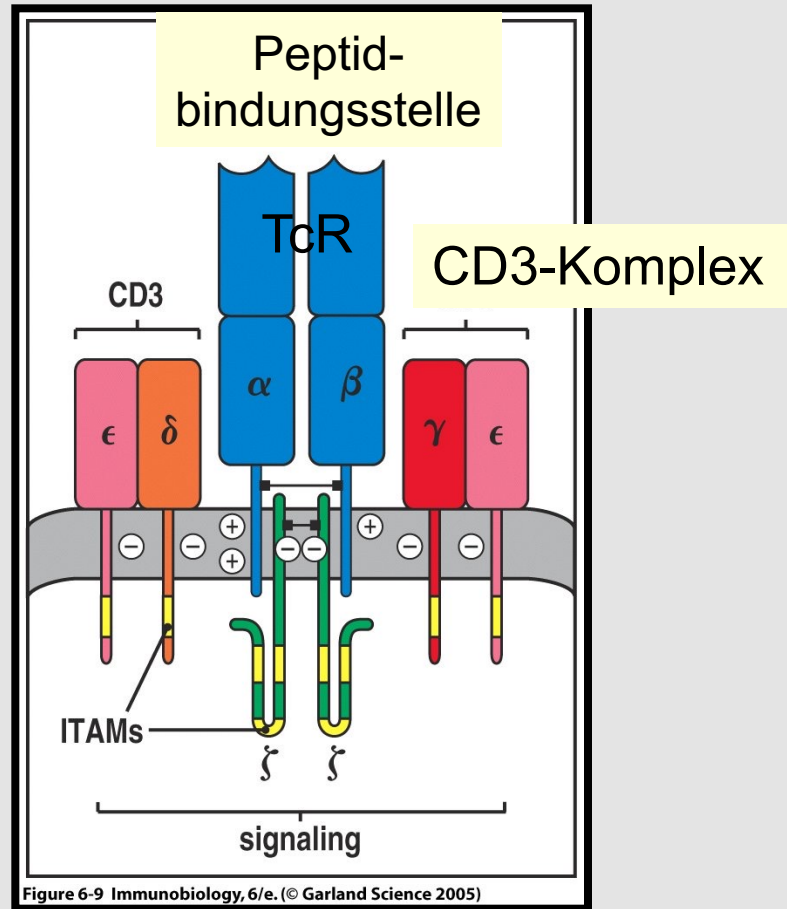 Peptid-
bindungsstelle
TcR
CD3-Komplex
CD3
α
β
ϵ
δ
γ
ϵ
−
−
+
+
−
−
+
−
−
ITAMs
ζ
ζ
signaling
Figure 6-9 Immunobiology, 6/e. (© Garland Science 2005)